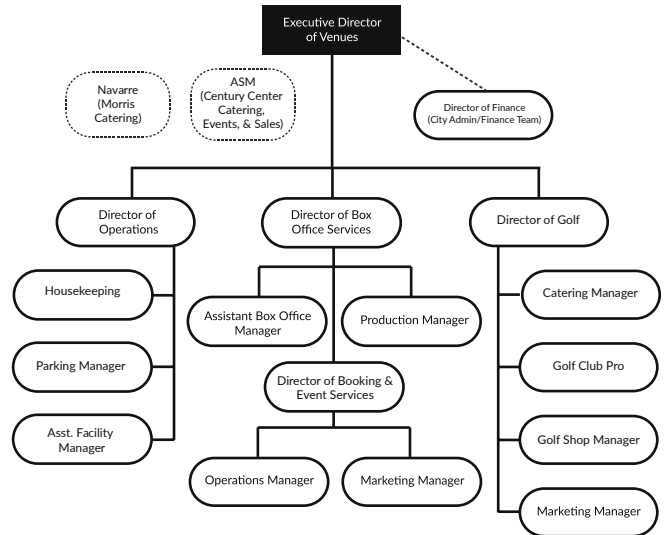 Executive Director
of Venues
Navarre
(Morris
Catering)
ASM
(Century Center
Catering,
Events, & Sales)
Director of Finance
(City Admin/Finance Team)
Director of
Operations
Director of Box
Office Services
Director of Golf
Housekeeping
Parking Manager
Asst. Facility
Manager
Assistant Box Office
Manager
Production Manager
Director of Booking &
Event Services
Operations Manager
Marketing Manager
Catering Manager
Golf Club Pro
Golf Shop Manager
Marketing Manager